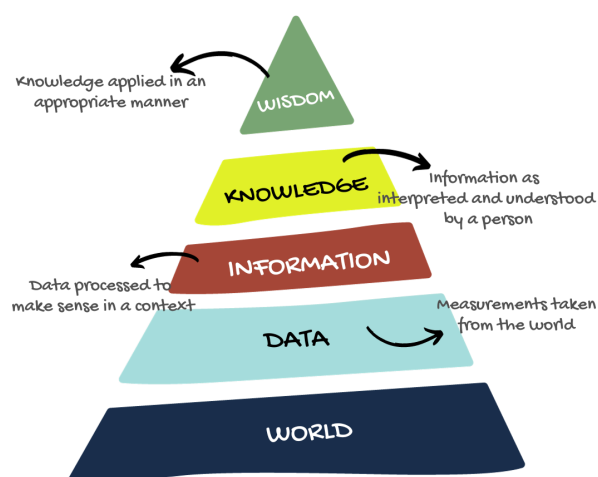 Knowledge applied in an
appropriate manner
WISDOM
KNOWLEDGE
Information as
interpreted and understood
by a person
INFORMATION
Data processed to
make sense in a context
DATA
Measurements taken
from the world
WORLD